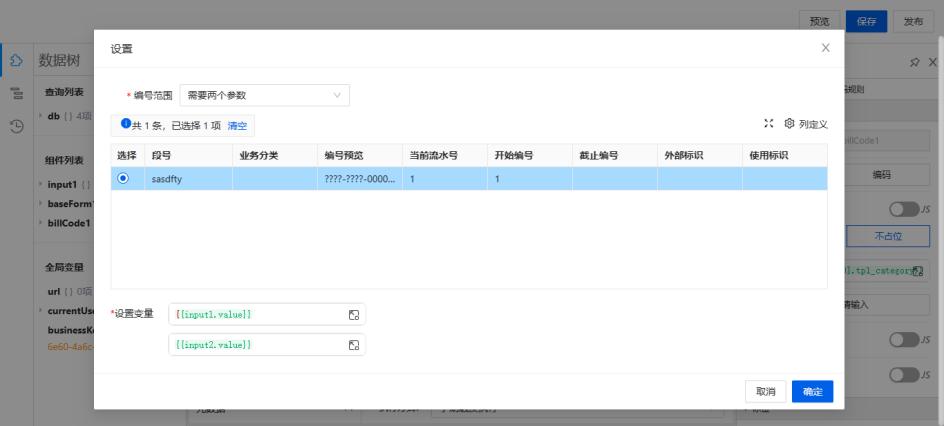 预览 保存 发布
数据树
查询列表
db { } 4项
组件列表
input1 { }
baseForm1
billCode1
全局变量
url { } 0项
currentUse
businessKe
6e60-4a6c-
设置
* 编号范围 需要两个参数
共 1 条，已选择 1 项 清空
列定义
选择 段号 业务分类 编号预览 当前流水号 开始编号 截止编号 外部标识 使用标识
sasdfty ????-????-0000... 1 1
*设置变量 {{input1.value}}
{{input2.value}}
取消 确定
billCode1
编码
JS
不占位
.tpl_category
请输入
JS
JS